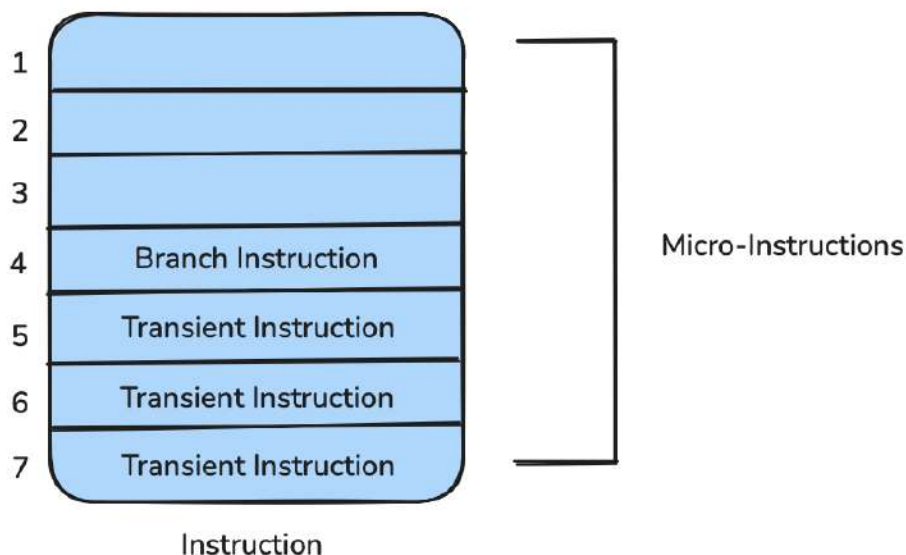 1
2
3
4 Branch Instruction
5 Transient Instruction
6 Transient Instruction
7 Transient Instruction
Micro-Instructions
Instruction